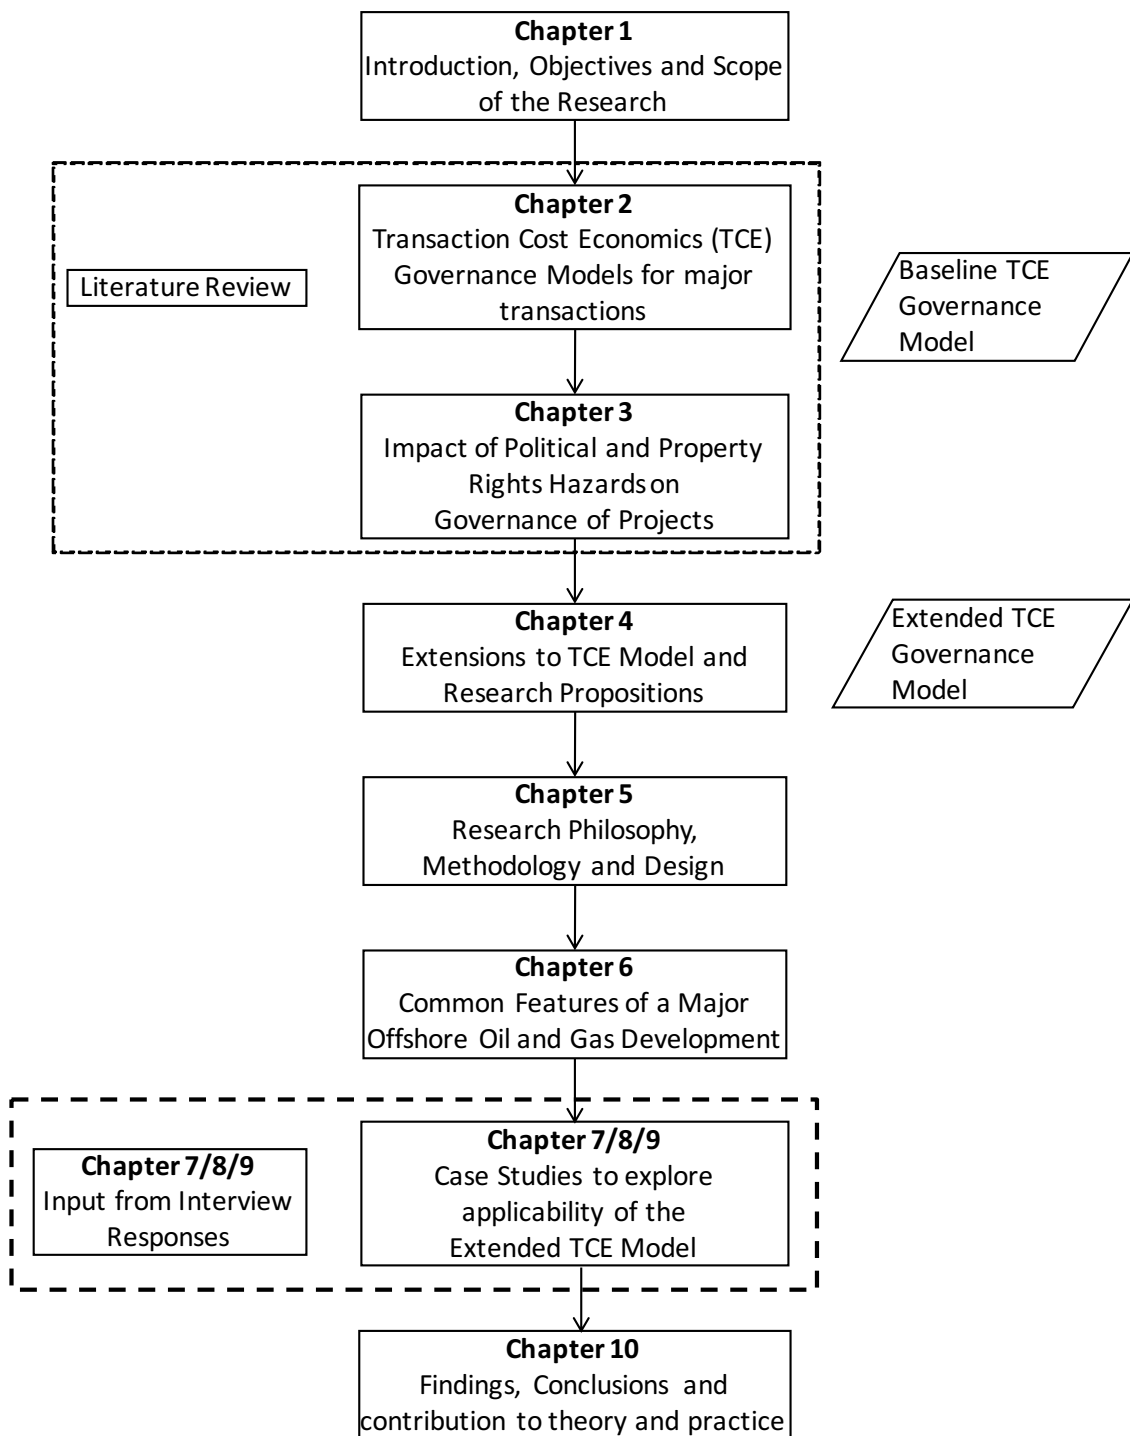 Chapter 1
Introduction, Objectives and Scope
of the Research
Chapter 2
Transaction Cost Economics (TCE)
Governance Models for major
transactions
Literature Review
Baseline TCE
Governance
Model
Chapter 3
Impact of Political and Property
Rights Hazards on
Governance of Projects
Chapter 4
Extensions to TCE Model and
Research Propositions
Extended TCE
Governance
Model
Chapter 5
Research Philosophy,
Methodology and Design
Chapter 6
Common Features of a Major
Offshore Oil and Gas Development
Chapter 7/8/9
Input from Interview
Responses
Chapter 7/8/9
Case Studies to explore
applicability of the
Extended TCE Model
Chapter 10
Findings, Conclusions and
contribution to theory and practice